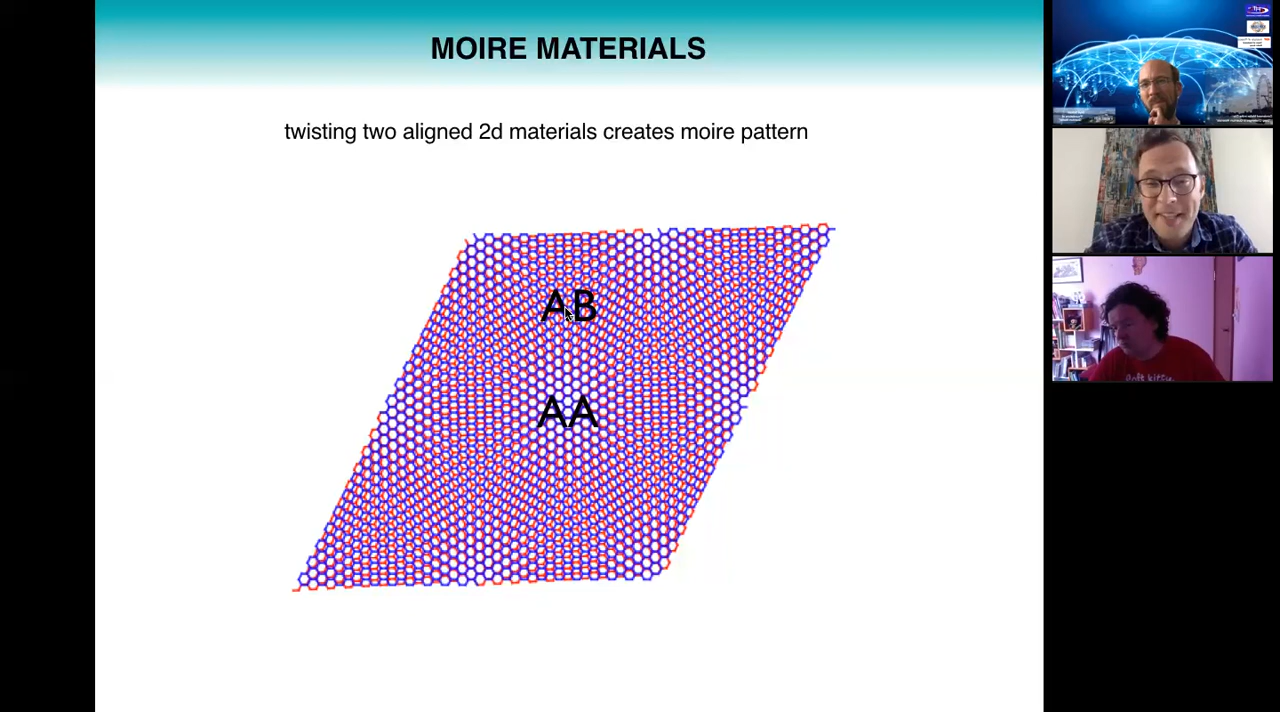 MOIRE MATERIALS
twisting two aligned 2d materials creates moire pattern
AB
AA